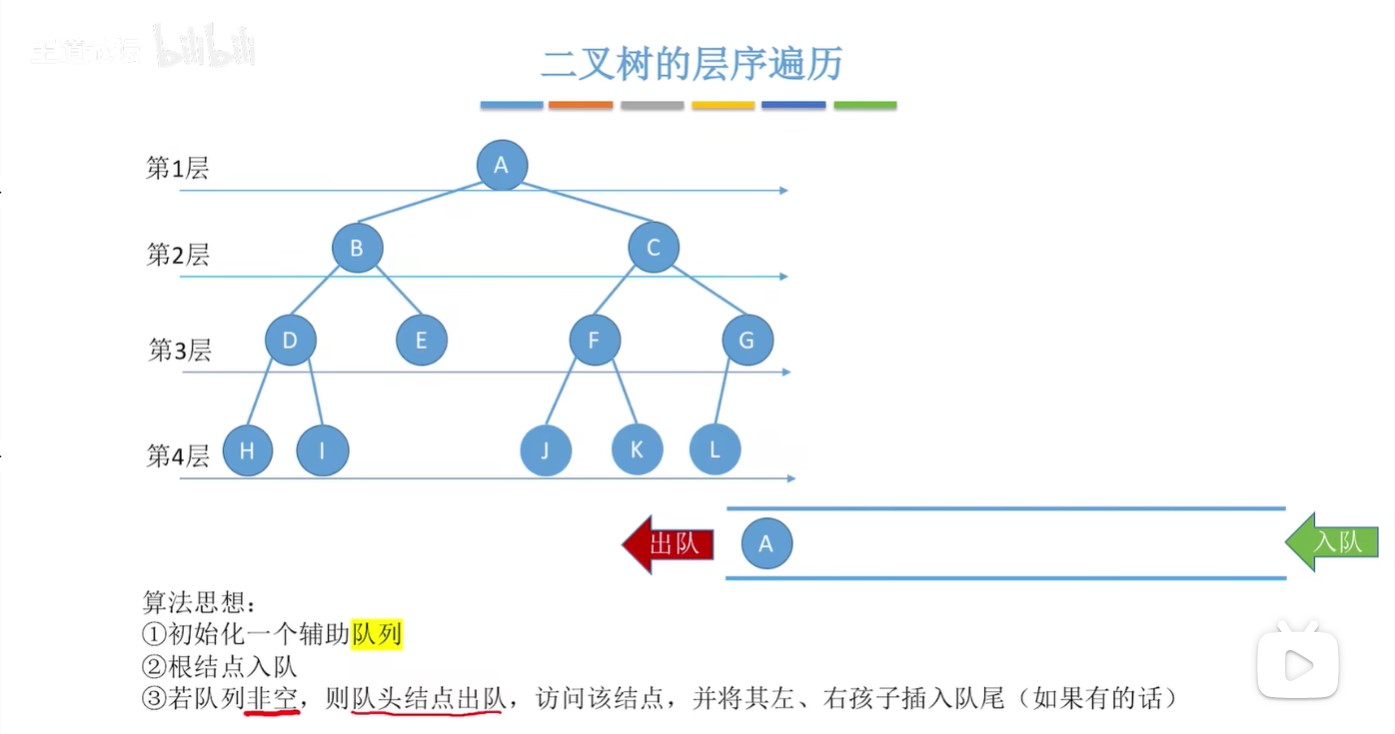 bilibili
二叉树的层序遍历
第1层
A
第2层
B
C
第3层
D
E
F
G
第4层
H
I
J
K
L
出队
A
入队
算法思想：
①初始化一个辅助队列
②根结点入队
③若队列非空，则队头结点出队，访问该结点，并将其左、右孩子插入队尾（如果有的话）